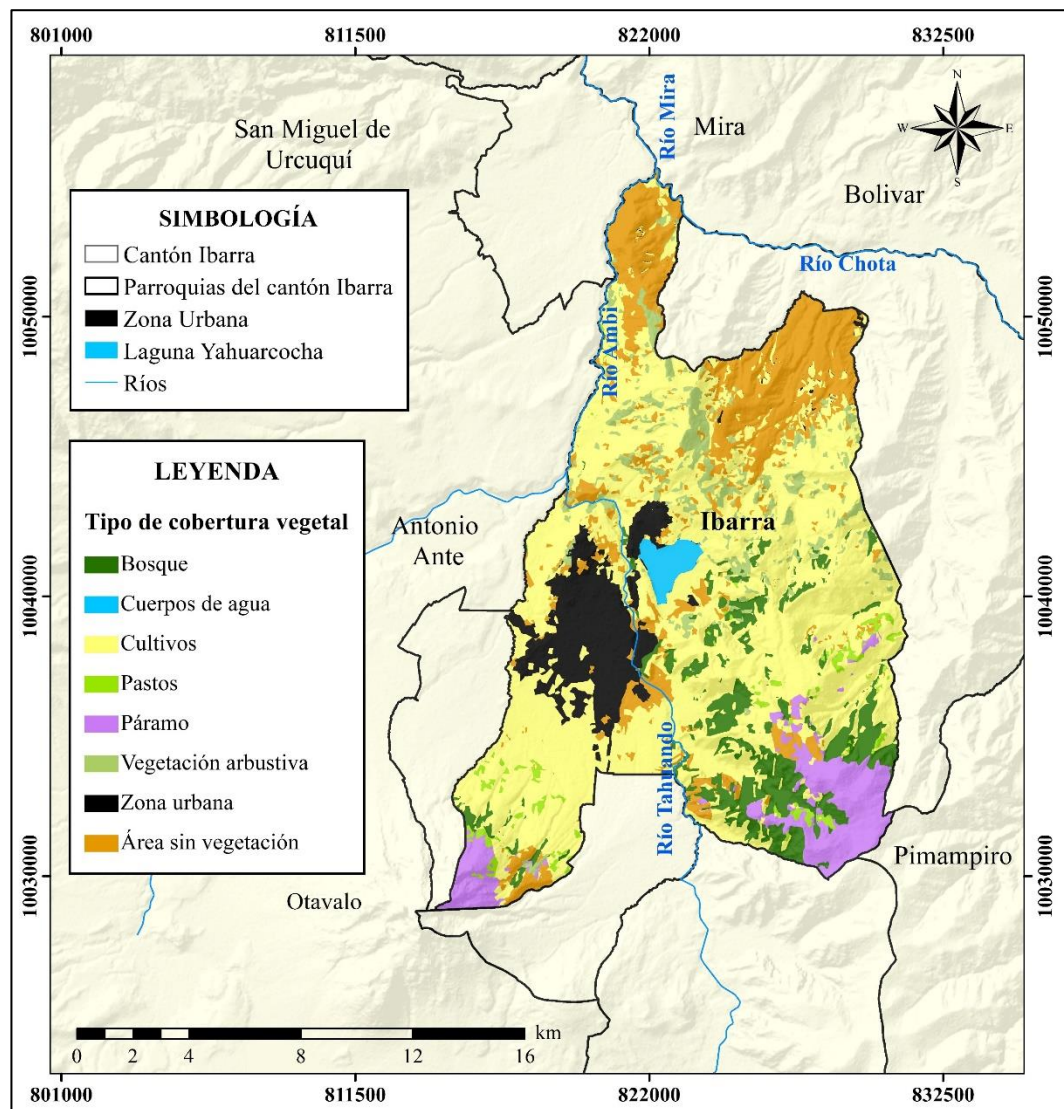 801000
811500
822000
832500
San Miguel de
Urcuquí
Río Mira
Mira
N
W
E
S
Bolivar
SIMBOLOGÍA
Cantón Ibarra
Parroquias del cantón Ibarra
Zona Urbana
Laguna Yahuarcocha
Ríos
Río Chota
10050000
10050000
Río Ambi
LEYENDA
Tipo de cobertura vegetal
Bosque
Cuerpos de agua
Cultivos
Pastos
Páramo
Vegetación arbustiva
Zona urbana
Área sin vegetación
Antonio
Ante
Ibarra
10040000
10040000
Río Tahuando
Pimampiro
Otavalo
10030000
10030000
km
0
2
4
8
12
16
801000
811500
822000
832500